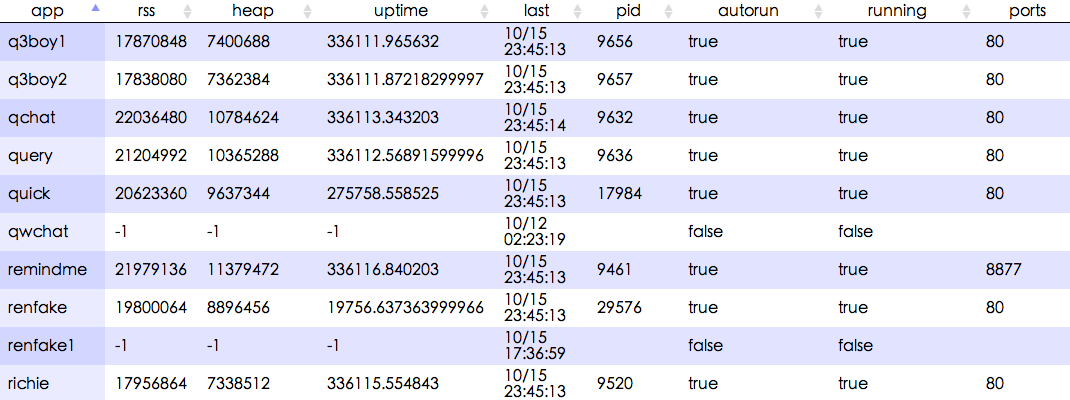 app rss heap uptime last pid autorun running ports
q3boy1 17870848 7400688 336111.965632 10/15 23:45:13 9656 true true 80
q3boy2 17838080 7362384 336111.87218299997 10/15 23:45:13 9657 true true 80
qchat 22036480 10784624 336113.343203 10/15 23:45:14 9632 true true 80
query 21204992 10365288 336112.56891599996 10/15 23:45:13 9636 true true 80
quick 20623360 9637344 275758.558525 10/15 23:45:13 17984 true true 80
qwchat -1 -1 -1 10/12 02:23:19 false false
remindme 21979136 11379472 336116.840203 10/15 23:45:13 9461 true true 8877
renfake 19800064 8896456 19756.637363999966 10/15 23:45:13 29576 true true 80
renfake1 -1 -1 -1 10/15 17:36:59 false false
richie 17956864 7338512 336115.554843 10/15 23:45:13 9520 true true 80